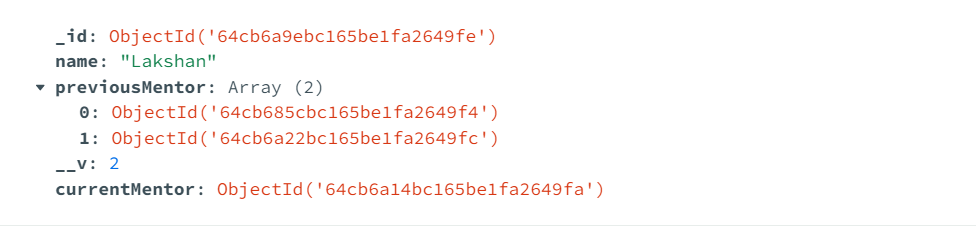 _id: ObjectId('64cb6a9ebc165be1fa2649fe')
name: "Lakshan"
previousMentor: Array (2)
0: ObjectId('64cb685cbc165be1fa2649f4')
1: ObjectId('64cb6a22bc165be1fa2649fc')
__v: 2
currentMentor: ObjectId('64cb6a14bc165be1fa2649fa')